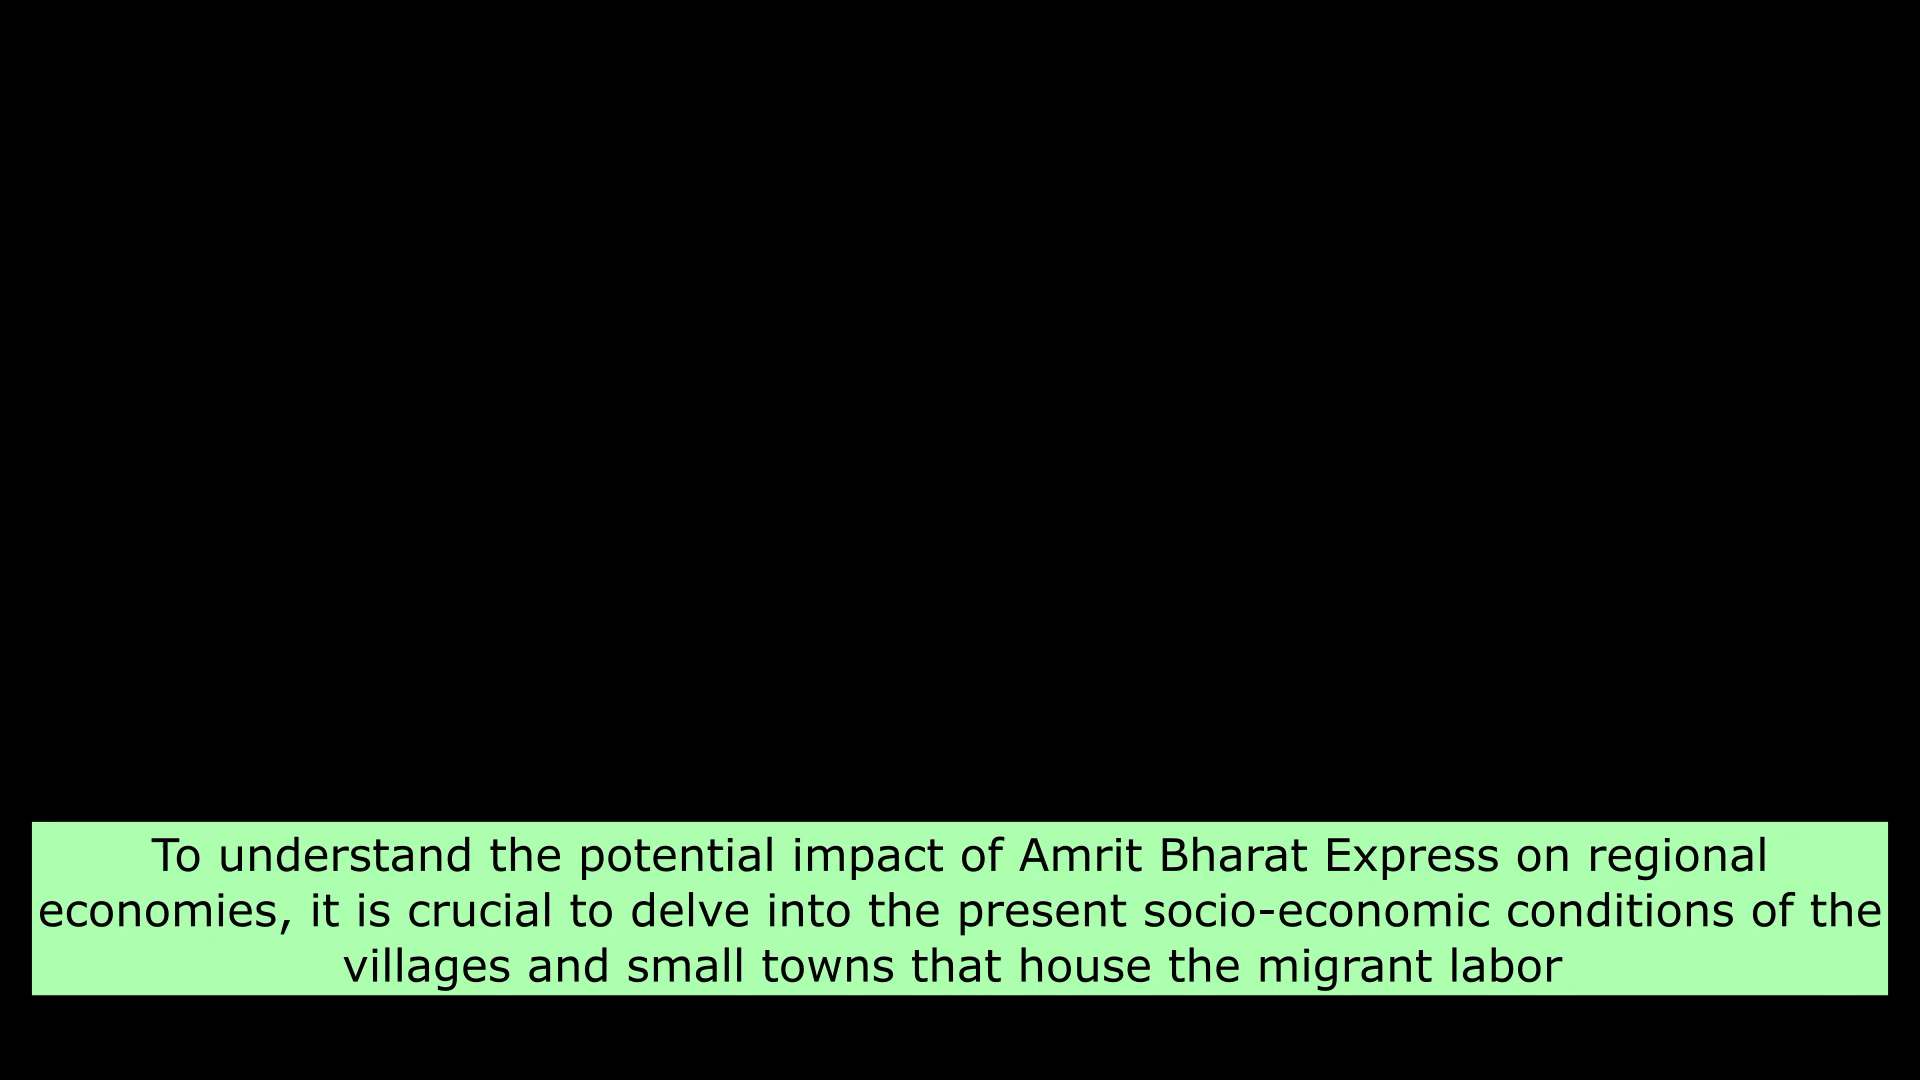 To understand the potential impact of Amrit Bharat Express on regional
economies, it is crucial to delve into the present socio-economic conditions of the
villages and small towns that house the migrant labor